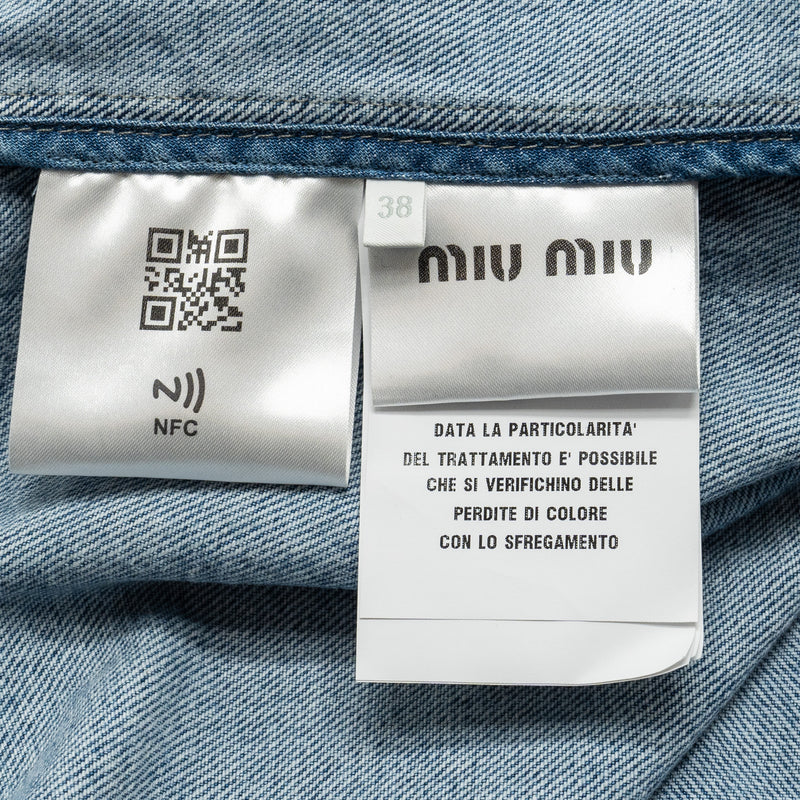 NFC
38
miu miu
DATA LA PARTICOLARITA'
DEL TRATTAMENTO E' POSSIBILE
CHE SI VERIFICHINO DELLE
PERDITE DI COLORE
CON LO SFREGAMENTO